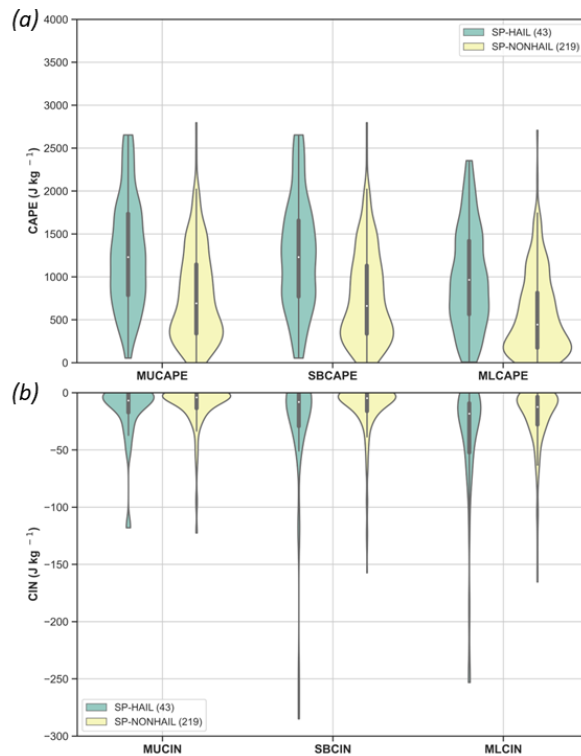 (a)
4000
SP-HAIL (43)
SP-NONHAIL (219)
3500
3000
2500
2000
1500
1000
500
0
CAPE (J kg⁻¹)
MUCAPE SBCAPE MLCAPE
(b)
0
−50
−100
−150
−200
−250
−300
CIN (J kg⁻¹)
SP-HAIL (43)
SP-NONHAIL (219)
MUCIN SBCIN MLCIN